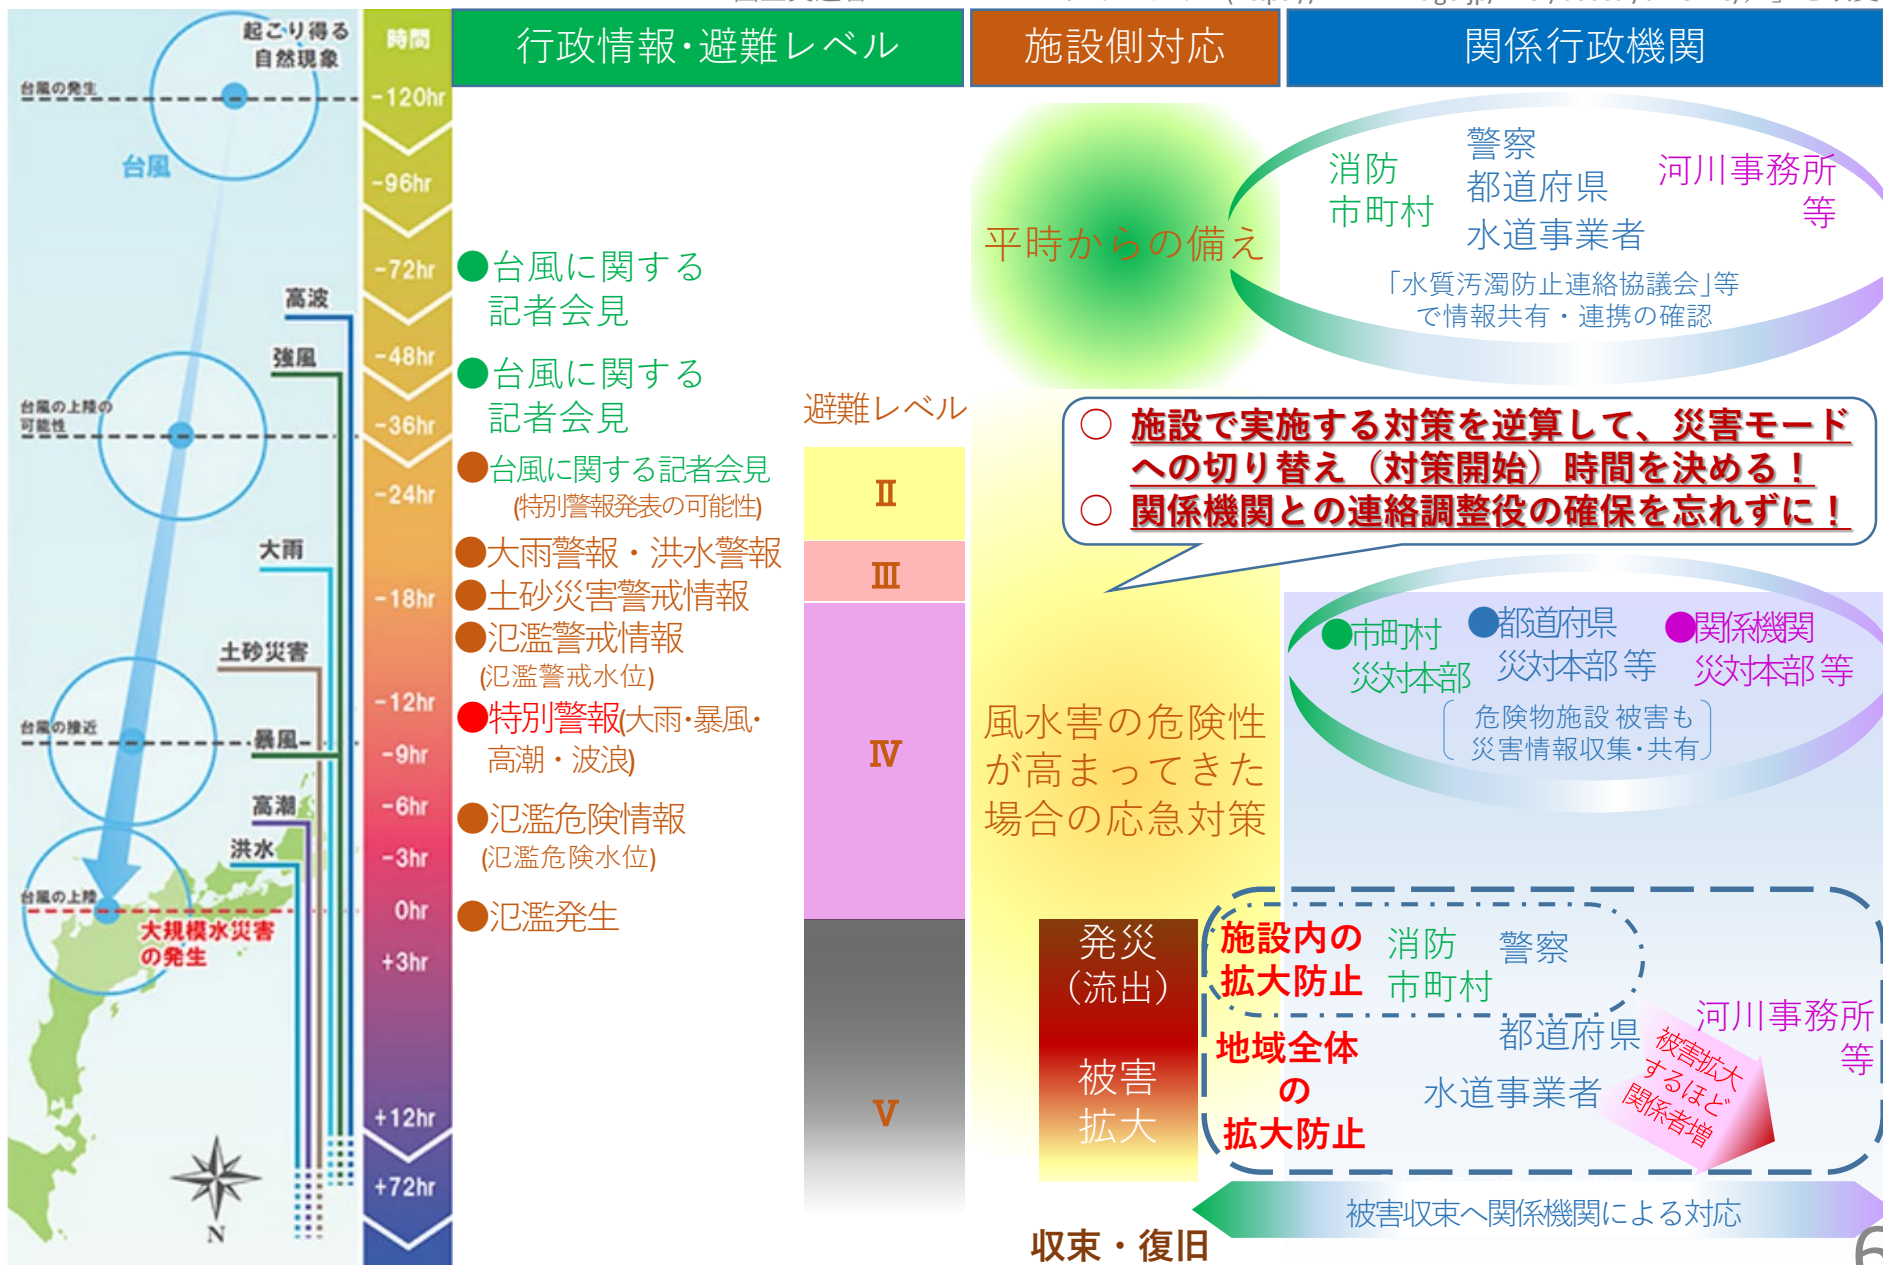 起こり得る
自然現象
時間
行政情報・避難レベル
施設側対応
関係行政機関
台風の発生
-120hr
台風
-96hr
-72hr
高波
強風
-48hr
台風の上陸の
可能性
-36hr
-24hr
大雨
-18hr
土砂災害
-12hr
台風の接近
暴風
-9hr
高潮
-6hr
洪水
-3hr
台風の上陸
0hr
大規模水災害
の発生
+3hr
+12hr
+72hr
N
●台風に関する
記者会見
●台風に関する
記者会見
●台風に関する記者会見
(特別警報発表の可能性)
●大雨警報・洪水警報
●土砂災害警戒情報
●氾濫警戒情報
(氾濫警戒水位)
●特別警報(大雨・暴風・
高潮・波浪)
●氾濫危険情報
(氾濫危険水位)
●氾濫発生
避難レベル
Ⅱ
Ⅲ
Ⅳ
Ⅴ
平時からの備え
消防
市町村
警察
都道府県
水道事業者
河川事務所
等
「水質汚濁防止連絡協議会」等
で情報共有・連携の確認
○ 施設で実施する対策を逆算して、災害モード
への切り替え（対策開始）時間を決める！
○ 関係機関との連絡調整役の確保を忘れずに！
風水害の危険性
が高まってきた
場合の応急対策
●市町村
災対本部
●都道府県
災対本部 等
●関係機関
災対本部 等
危険物施設 被害も
災害情報収集・共有
発災
（流出）
被害
拡大
施設内の
拡大防止
消防
市町村
警察
地域全体
の
拡大防止
都道府県
水道事業者
河川事務所
等
被害拡大
するほど
関係者増
被害収束へ関係機関による対応
収束・復旧